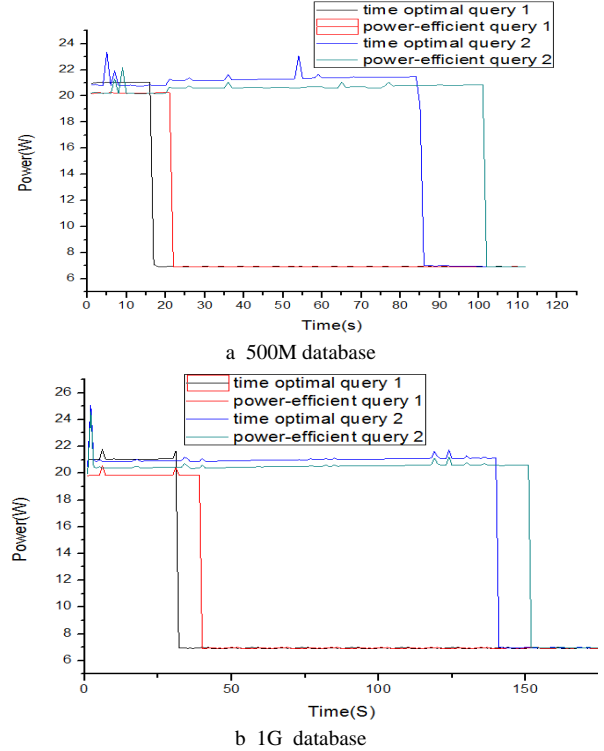 time optimal query 1
power-efficient query 1
time optimal query 2
power-efficient query 2
24
22
20
18
16
14
12
10
8
6
Power(W)
0 10 20 30 40 50 60 70 80 90 100 110 120
Time(s)
a 500M database
time optimal query 1
power-efficient query 1
time optimal query 2
power-efficient query 2
26
24
22
20
18
16
14
12
10
8
6
Power(W)
0 50 100 150
Time(S)
b 1G database